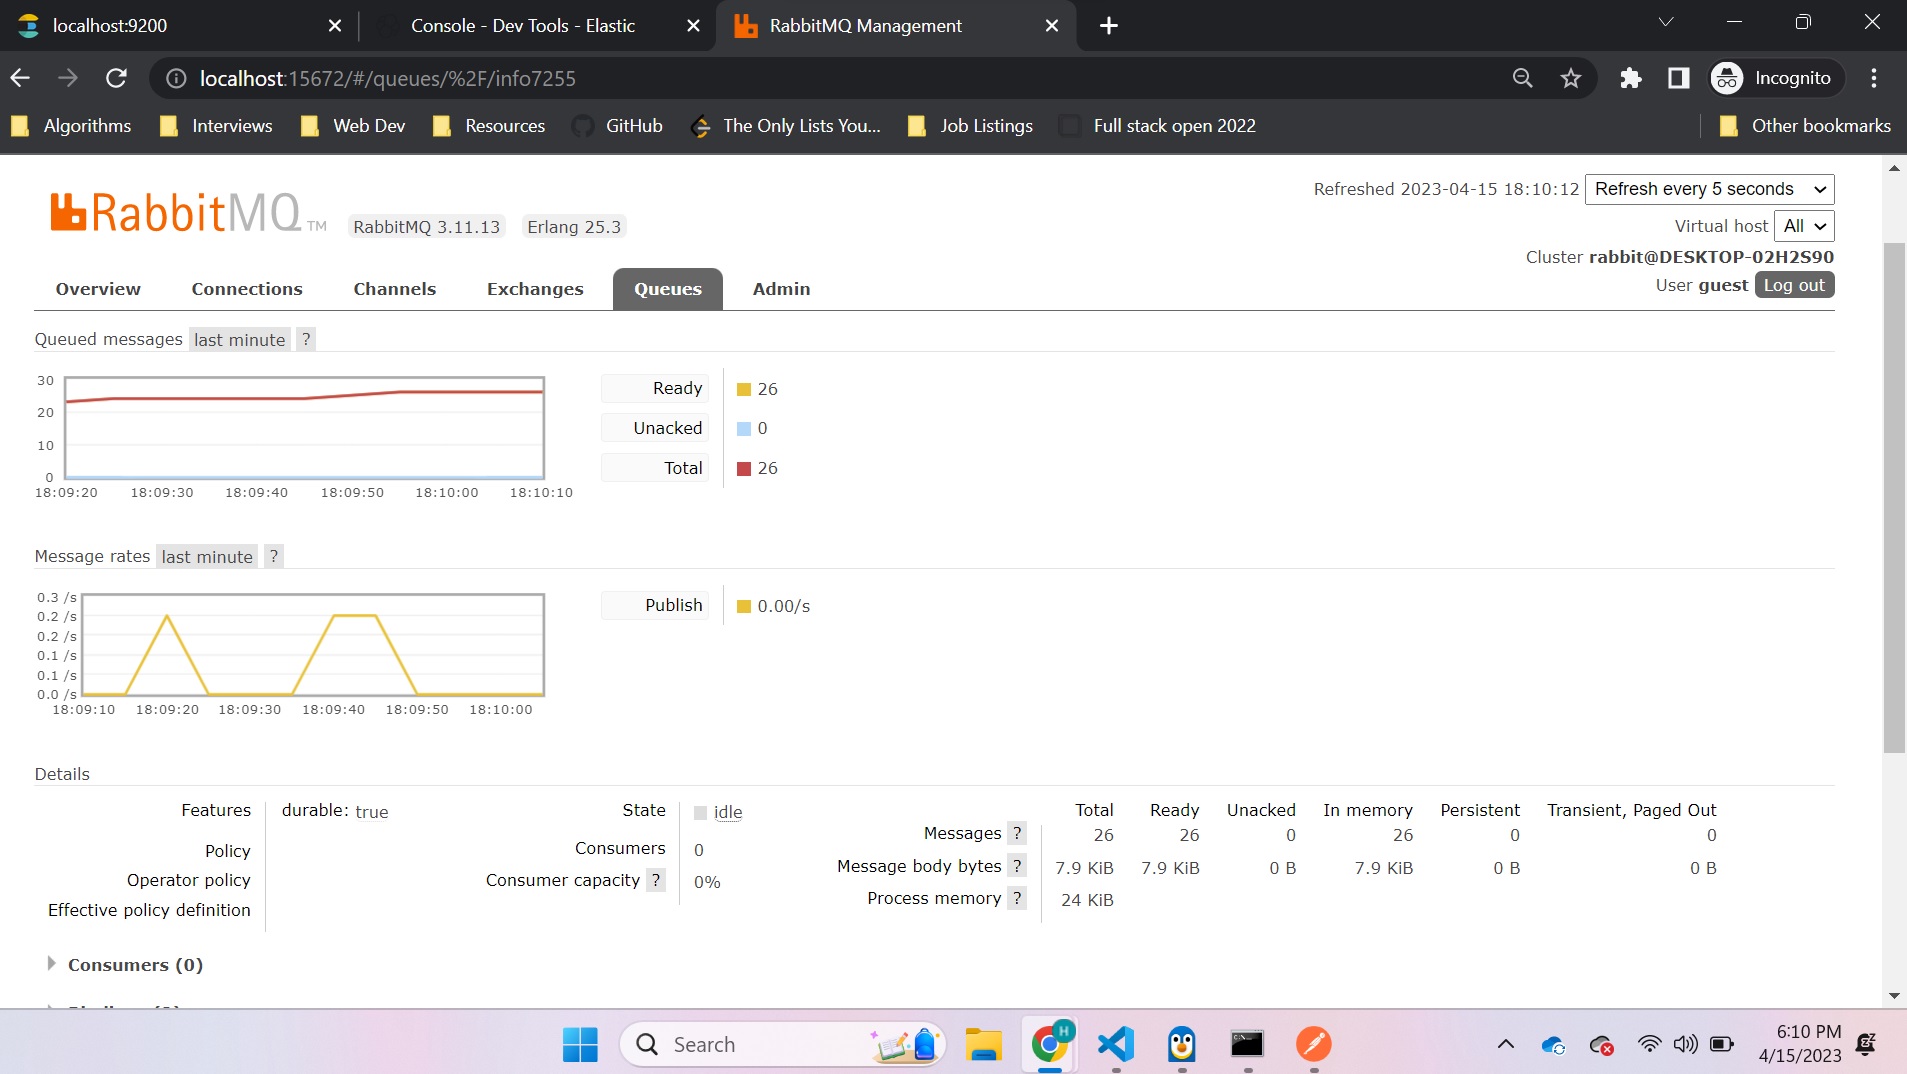 localhost:9200
Console - Dev Tools - Elastic
RabbitMQ Management
localhost:15672/#/queues/%2F/info7255
Incognito
Algorithms
Interviews
Web Dev
Resources
GitHub
The Only Lists You...
Job Listings
Full stack open 2022
Other bookmarks
RabbitMQ TM
RabbitMQ 3.11.13
Erlang 25.3
Refreshed 2023-04-15 18:10:12 Refresh every 5 seconds
Virtual host All
Cluster rabbit@DESKTOP-02H2S90
User guest Log out
Overview Connections Channels Exchanges Queues Admin
Queued messages last minute ?
30
20
10
0
18:09:20 18:09:30 18:09:40 18:09:50 18:10:00 18:10:10
Ready 26
Unacked 0
Total 26
Message rates last minute ?
0.3 /s
0.2 /s
0.2 /s
0.1 /s
0.1 /s
0.0 /s
18:09:10 18:09:20 18:09:30 18:09:40 18:09:50 18:10:00
Publish 0.00/s
Details
Features durable: true
Policy
Operator policy
Effective policy definition
State idle
Consumers 0
Consumer capacity ? 0%
Total Ready Unacked In memory Persistent Transient, Paged Out
Messages ? 26 26 0 26 0 0
Message body bytes ? 7.9 KiB 7.9 KiB 0 B 7.9 KiB 0 B 0 B
Process memory ? 24 KiB
Consumers (0)
Search
H
6:10 PM
4/15/2023